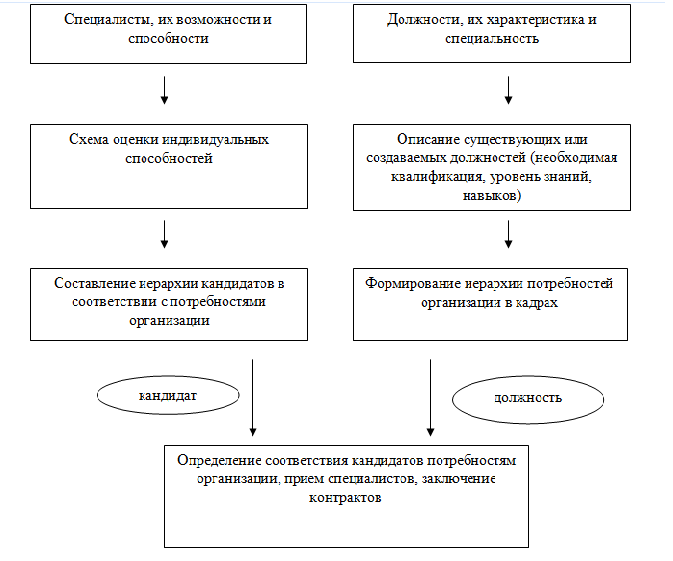 Специалисты, их возможности и
способности
Должности, их характеристика и
специальность
Схема оценки индивидуальных
способностей
Описание существующих или
создаваемых должностей (необходимая
квалификация, уровень знаний,
навыков)
Составление иерархии кандидатов в
соответствии с потребностями
организации
Формирование иерархии потребностей
организации в кадрах
кандидат
должность
Определение соответствия кандидатов потребностям
организации, прием специалистов, заключение
контрактов